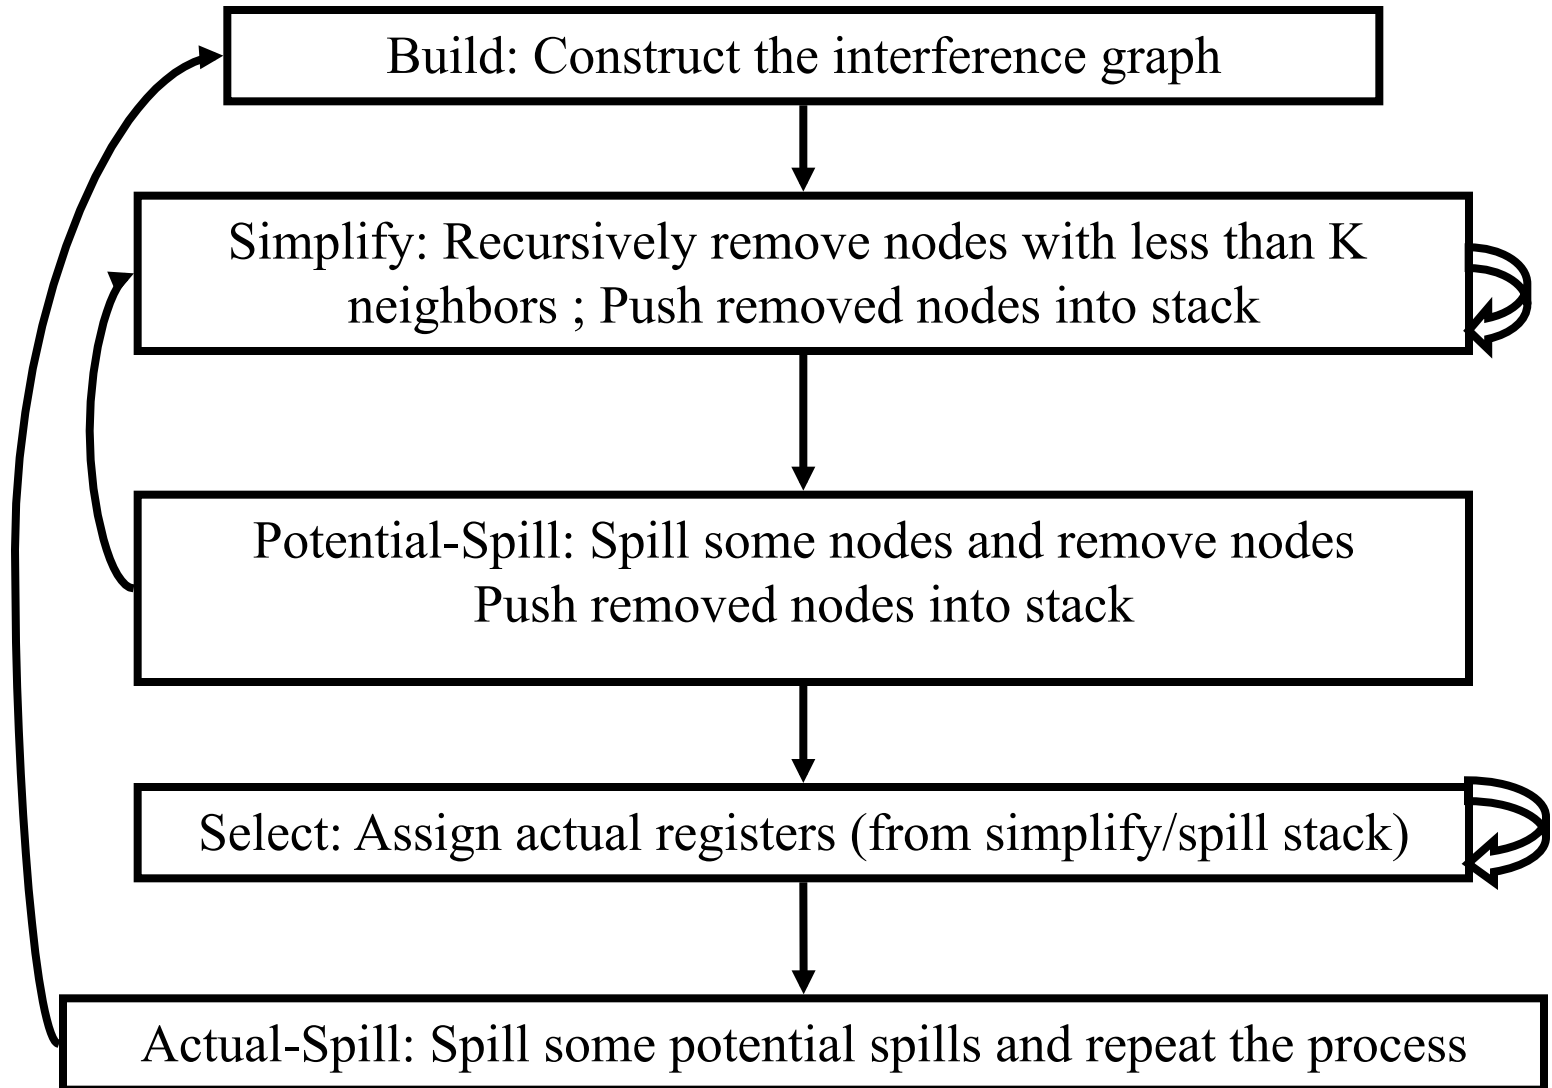 Build: Construct the interference graph
Simplify: Recursively remove nodes with less than K
neighbors ; Push removed nodes into stack
Potential-Spill: Spill some nodes and remove nodes
Push removed nodes into stack
Select: Assign actual registers (from simplify/spill stack)
Actual-Spill: Spill some potential spills and repeat the process